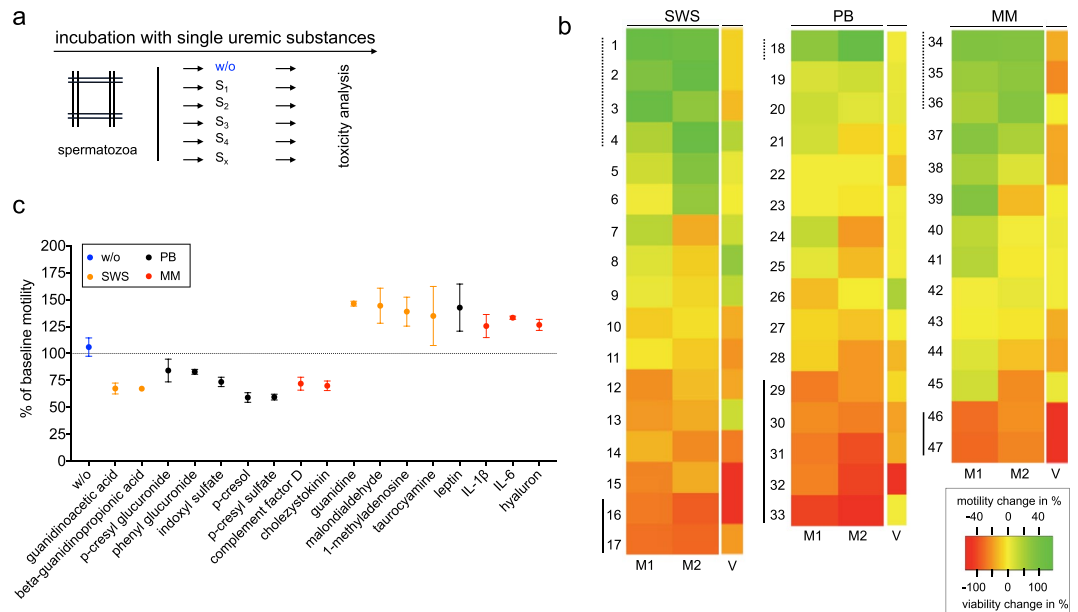 a
incubation with single uremic substances
spermatozoa
w/o
S1
S2
S3
S4
Sx
toxicity analysis
b
SWS
PB
MM
1
2
3
4
5
6
7
8
9
10
11
12
13
14
15
16
17
18
19
20
21
22
23
24
25
26
27
28
29
30
31
32
33
34
35
36
37
38
39
40
41
42
43
44
45
46
47
M1 M2 V
M1 M2 V
M1 M2 V
motility change in %
-40 0 40
-100 0 100
viability change in %
c
% of baseline motility
200
175
150
125
100
75
50
25
0
w/o
SWS
PB
MM
w/o
guanidinoacetic acid
beta-guanidinopropionic acid
p-cresyl glucuronide
phenyl glucuronide
indoxyl sulfate
p-cresol
p-cresyl sulfate
complement factor D
cholezystokinin
guanidine
malondialdehyde
1-methyladenosine
taurocyamine
leptin
IL-1β
IL-6
hyaluron